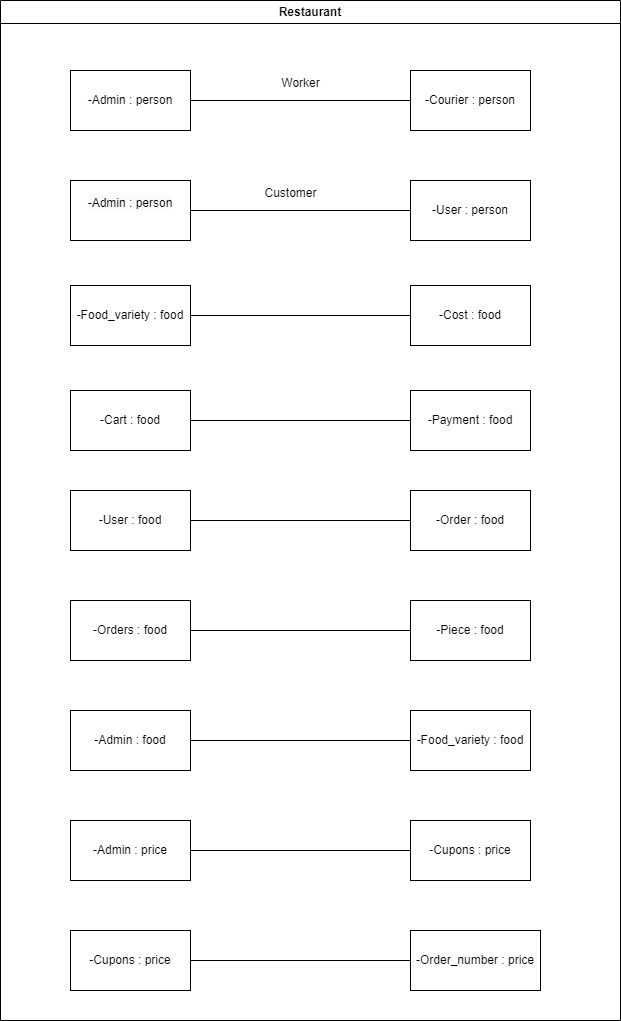 Restaurant
Worker
-Admin : person
-Courier : person
Customer
-Admin : person
-User : person
-Food_variety : food
-Cost : food
-Cart : food
-Payment : food
-User : food
-Order : food
-Orders : food
-Piece : food
-Admin : food
-Food_variety : food
-Admin : price
-Cupons : price
-Cupons : price
-Order_number : price